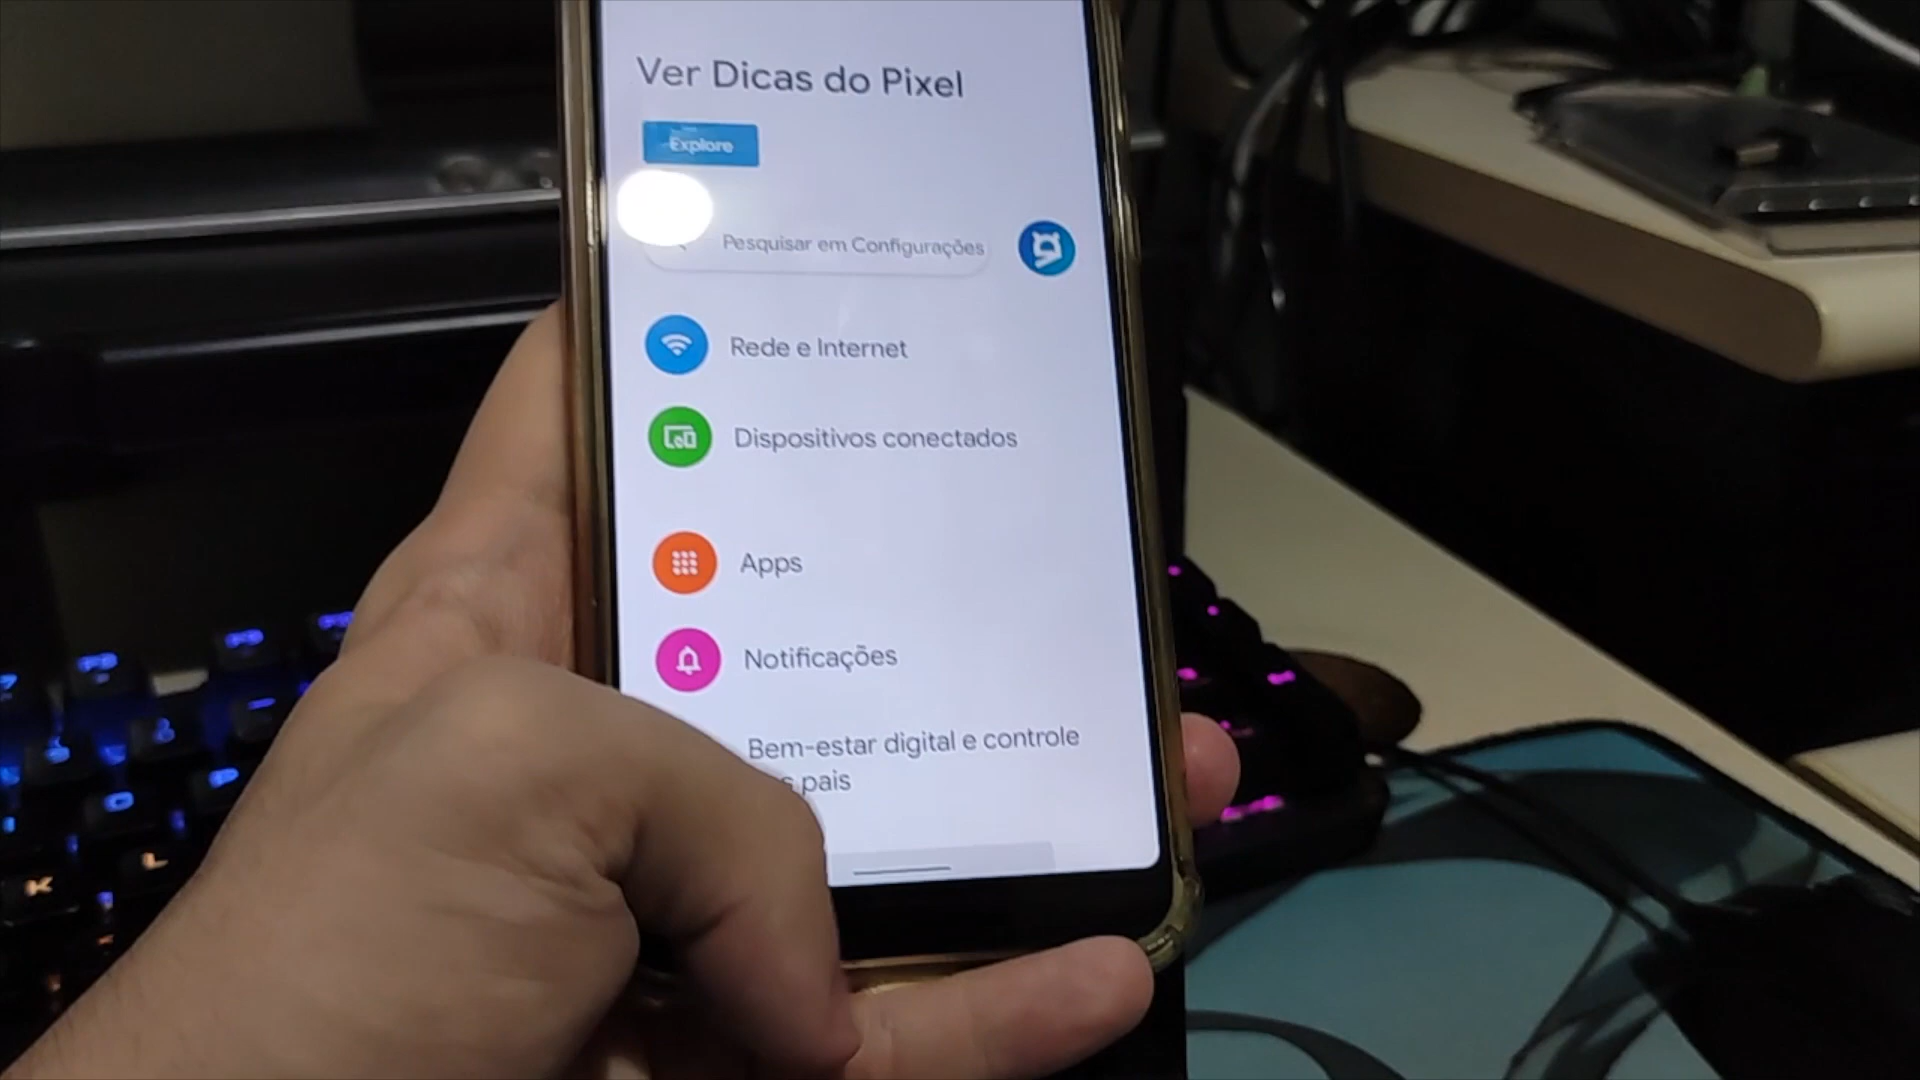 Ver Dicas do Pixel
Explore
Pesquisar em Configurações
Rede e Internet
Dispositivos conectados
Apps
Notificações
Bem-estar digital e controle
s pais
K
L